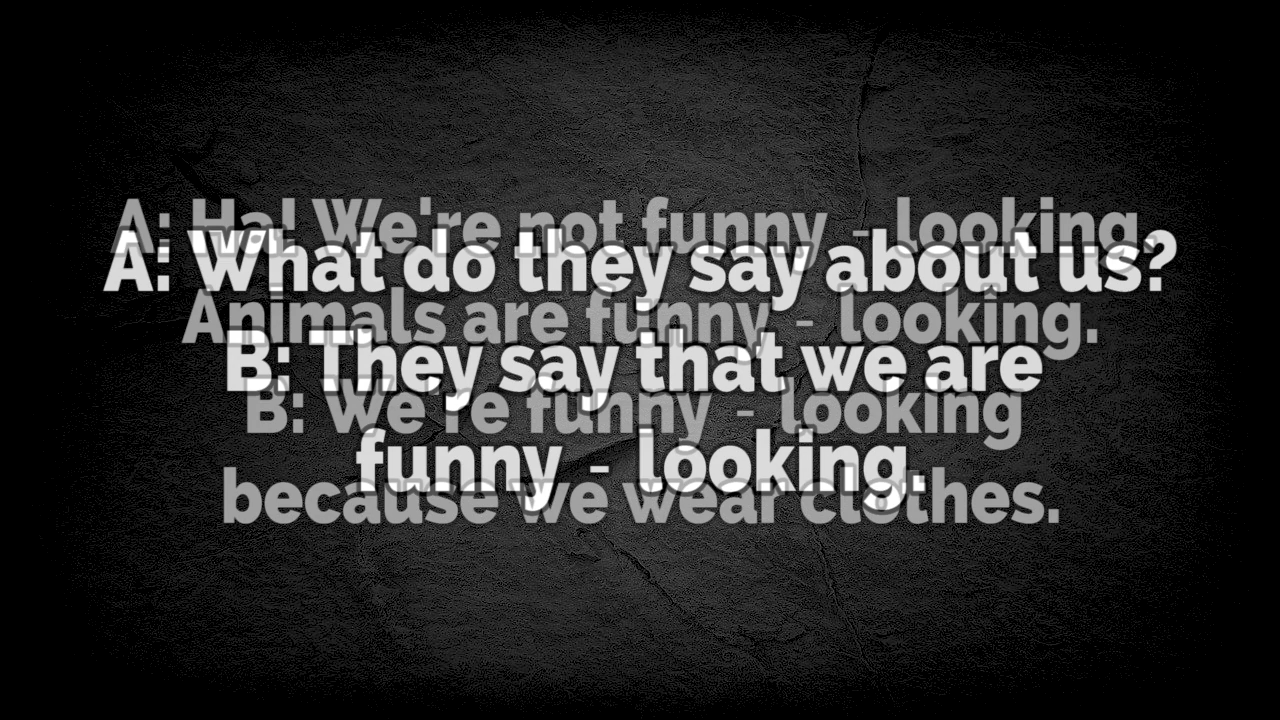 A: Ha! We're not funny - looking.
A: What do they say about us?
Animals are funny - looking.
B: They say that we are
B: We're funny - looking
funny - looking.
because we wear clothes.